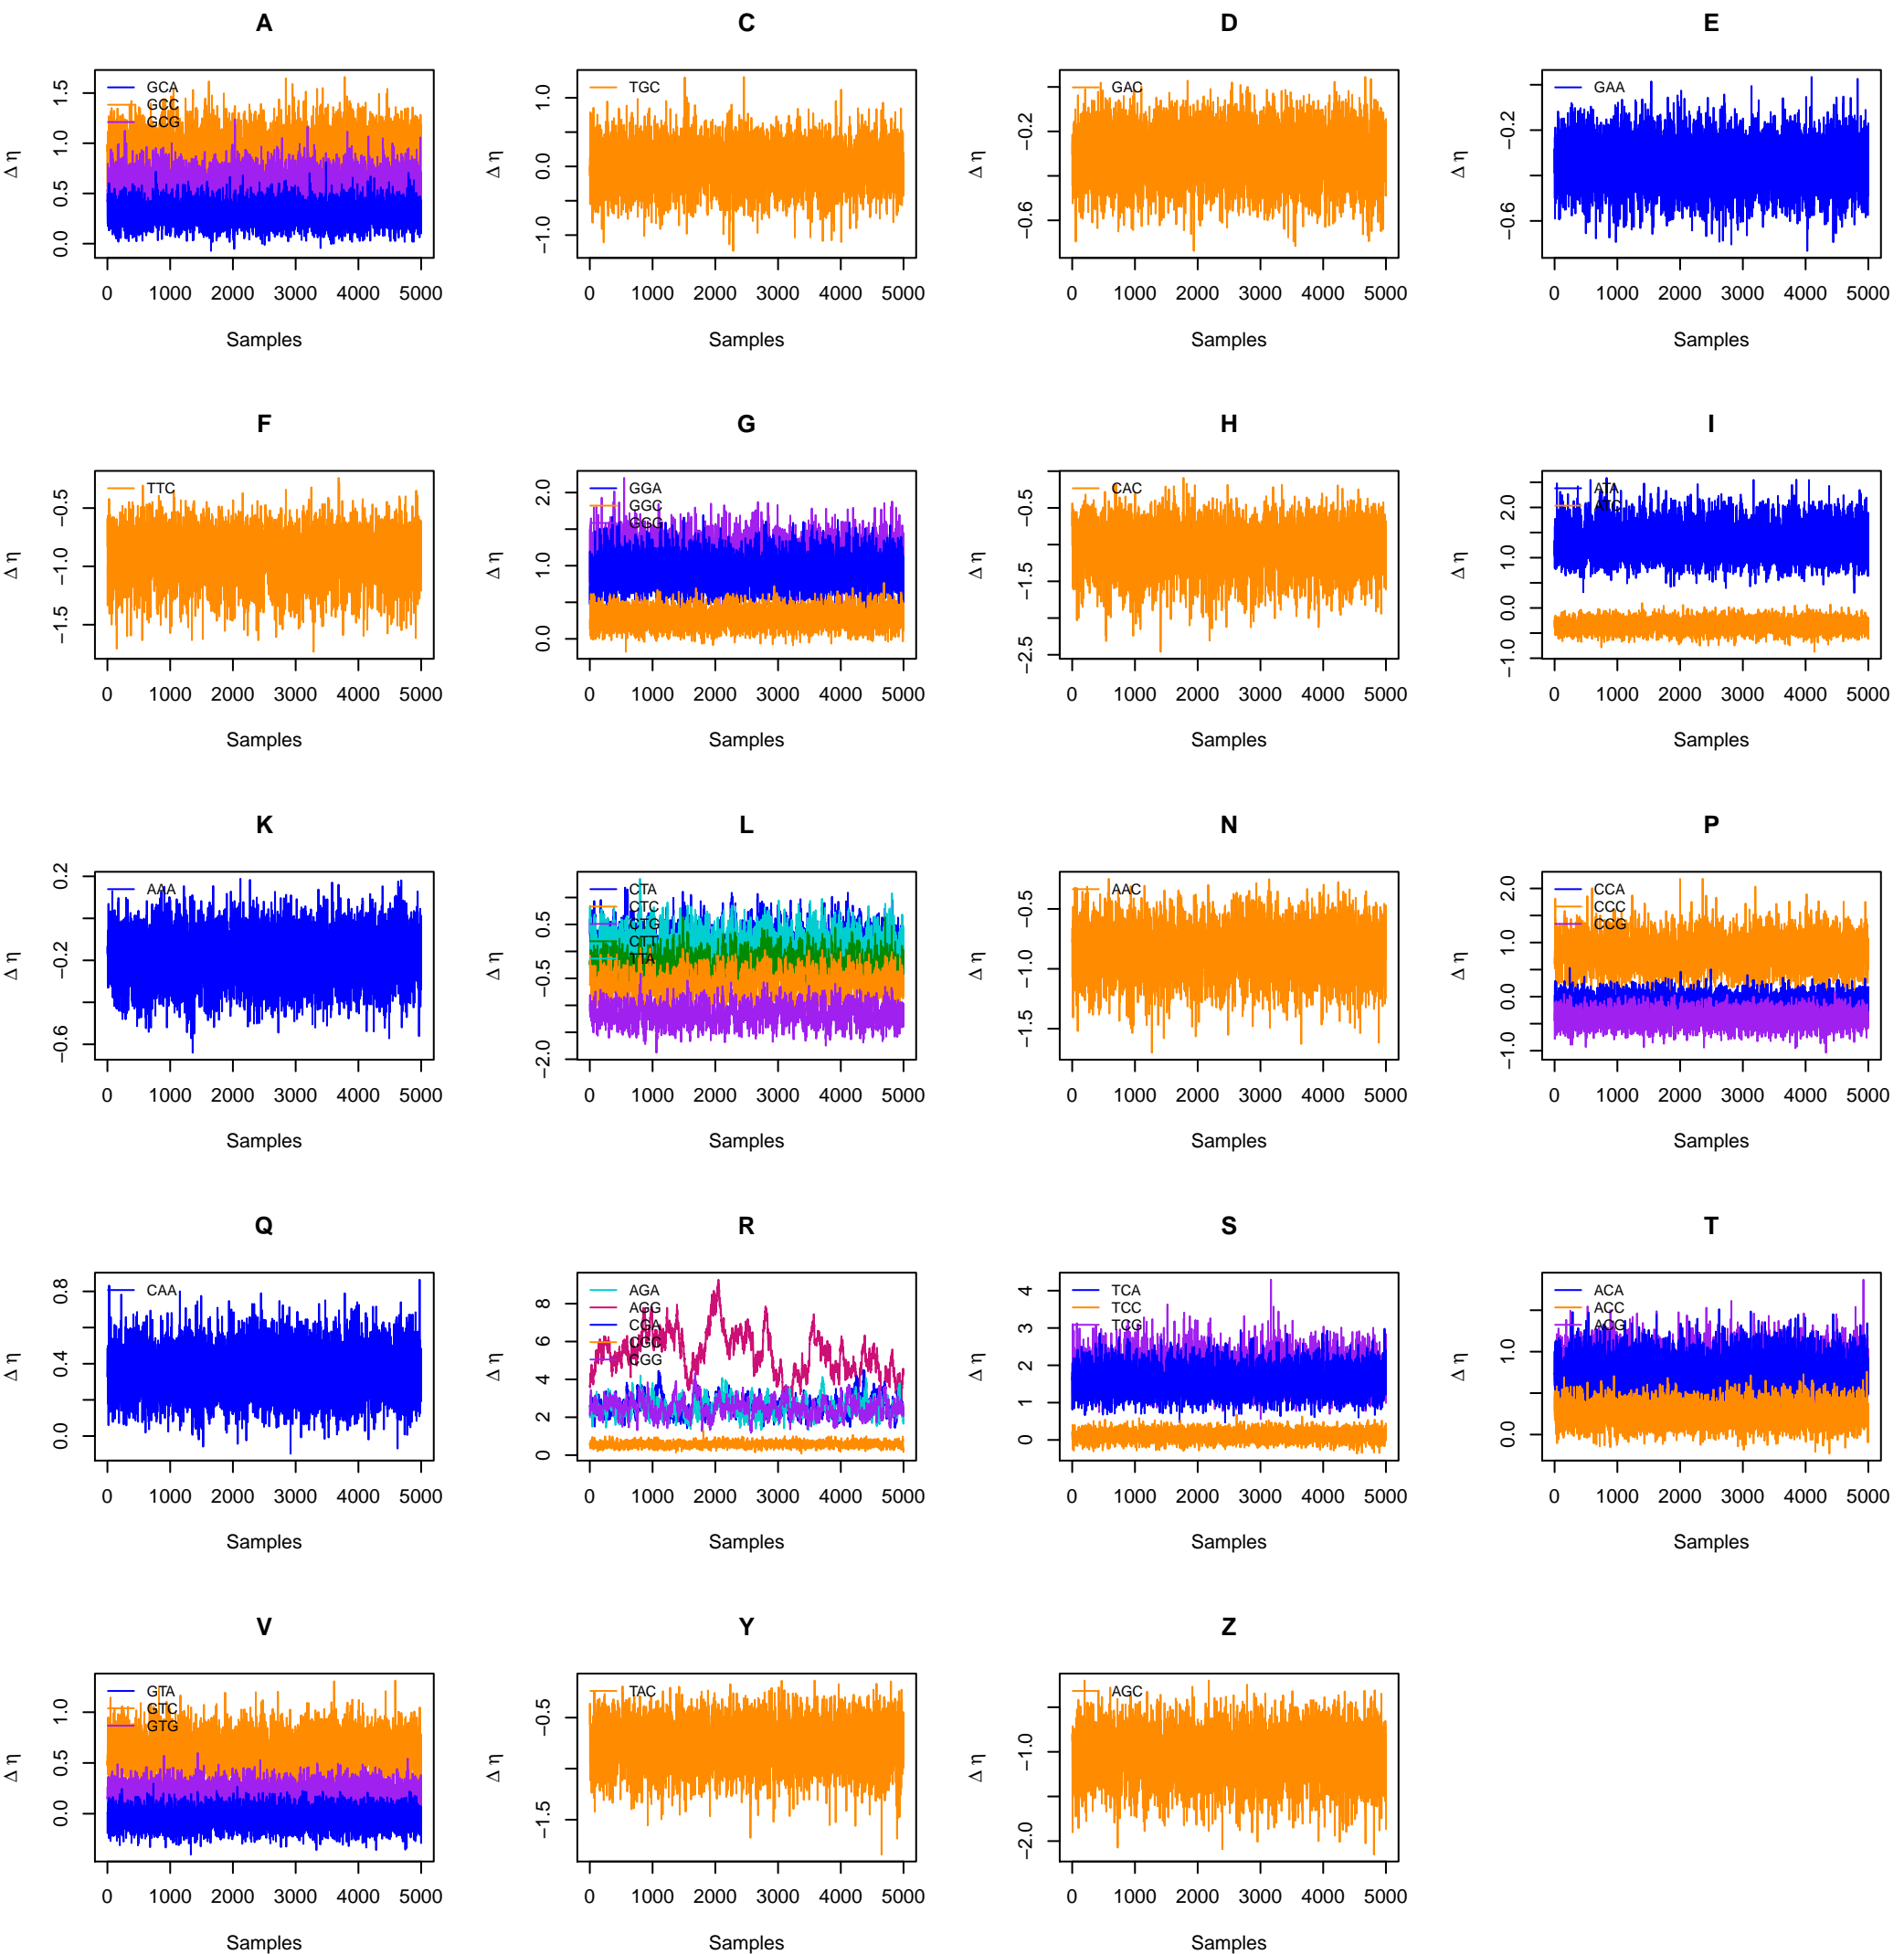 A
Δ η
0.0 0.5 1.0 1.5
GCA
GCC
GCG
0 1000 2000 3000 4000 5000
Samples
C
Δ η
−1.0 0.0 1.0
TGC
0 1000 2000 3000 4000 5000
Samples
D
Δ η
−0.6 −0.2
GAC
0 1000 2000 3000 4000 5000
Samples
E
Δ η
−0.6 −0.2
GAA
0 1000 2000 3000 4000 5000
Samples
F
Δ η
−1.5 −1.0 −0.5
TTC
0 1000 2000 3000 4000 5000
Samples
G
Δ η
0.0 1.0 2.0
GGA
GGC
GGG
0 1000 2000 3000 4000 5000
Samples
H
Δ η
−2.5 −1.5 −0.5
CAC
0 1000 2000 3000 4000 5000
Samples
I
Δ η
−1.0 0.0 1.0 2.0
ATA
ATC
0 1000 2000 3000 4000 5000
Samples
K
Δ η
−0.6 −0.2 0.2
AAA
0 1000 2000 3000 4000 5000
Samples
L
Δ η
−2.0 −0.5 0.5
CTA
CTC
CTG
CTT
TTA
0 1000 2000 3000 4000 5000
Samples
N
Δ η
−1.5 −1.0 −0.5
AAC
0 1000 2000 3000 4000 5000
Samples
P
Δ η
−1.0 0.0 1.0 2.0
CCA
CCC
CCG
0 1000 2000 3000 4000 5000
Samples
Q
Δ η
0.0 0.4 0.8
CAA
0 1000 2000 3000 4000 5000
Samples
R
Δ η
0 2 4 6 8
AGA
AGG
CGA
CGC
CGG
0 1000 2000 3000 4000 5000
Samples
S
Δ η
0 1 2 3 4
TCA
TCC
TCG
0 1000 2000 3000 4000 5000
Samples
T
Δ η
0.0 1.0
ACA
ACC
ACG
0 1000 2000 3000 4000 5000
Samples
V
Δ η
0.0 0.5 1.0
GTA
GTC
GTG
0 1000 2000 3000 4000 5000
Samples
Y
Δ η
−1.5 −0.5
TAC
0 1000 2000 3000 4000 5000
Samples
Z
Δ η
−2.0 −1.0
AGC
0 1000 2000 3000 4000 5000
Samples